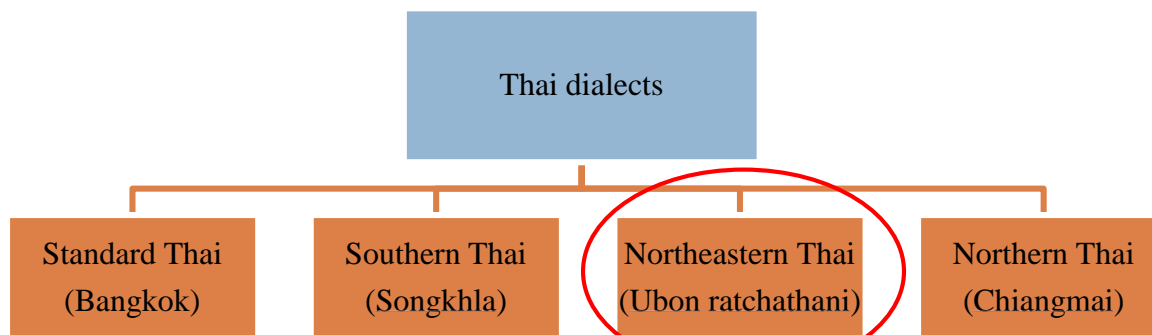 Thai dialects
Standard Thai
(Bangkok)
Southern Thai
(Songkhla)
Northeastern Thai
(Ubon ratchathani)
Northern Thai
(Chiangmai)